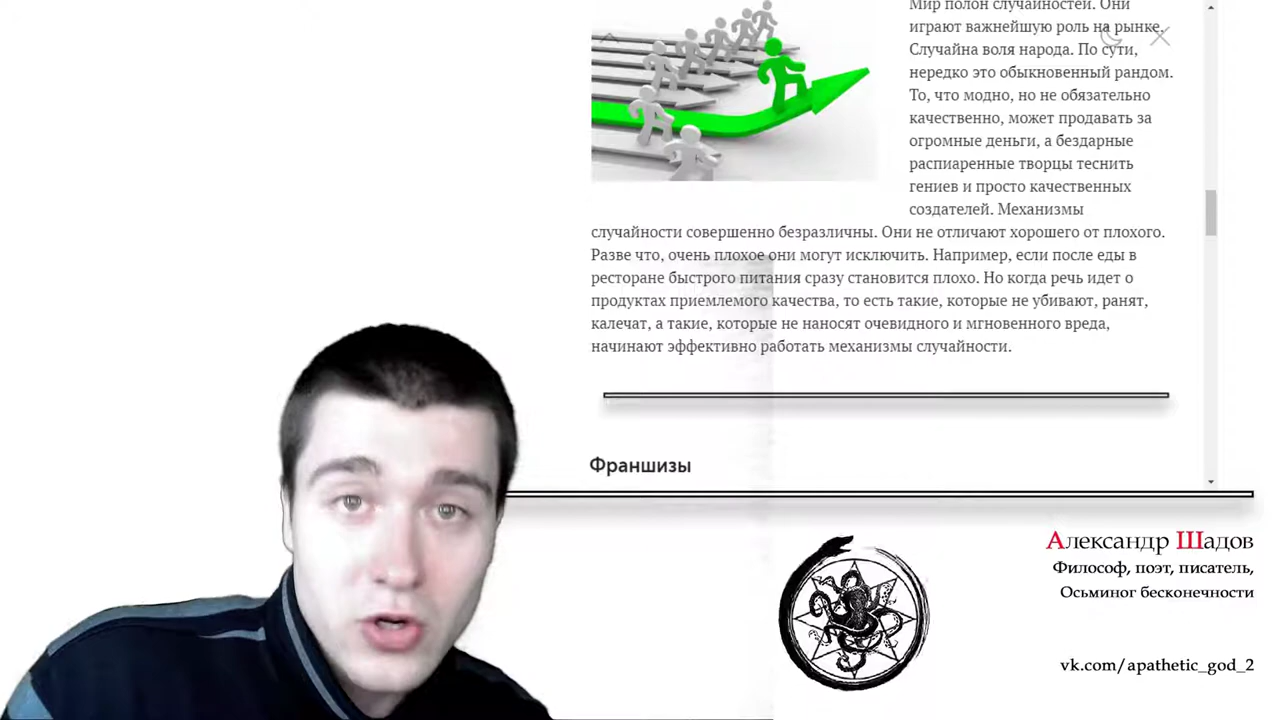 Мир полон случайностей. Они
играют важнейшую роль на рынке.
Случайна воля народа. По сути,
нередко это обыкновенный рандом.
То, что модно, но не обязательно
качественно, может продавать за
огромные деньги, а бездарные
распиаренные творцы теснить
гениев и просто качественных
создателей. Механизмы
случайности совершенно безразличны. Они не отличают хорошего от плохого.
Разве что, очень плохое они могут исключить. Например, если после еды в
ресторане быстрого питания сразу становится плохо. Но когда речь идет о
продуктах приемлемого качества, то есть такие, которые не убивают, ранят,
калечат, а такие, которые не наносят очевидного и мгновенного вреда,
начинают эффективно работать механизмы случайности.
Франшизы
Александр Шадов
Философ, поэт, писатель,
Осьминог бесконечности
vk.com/apathetic_god_2